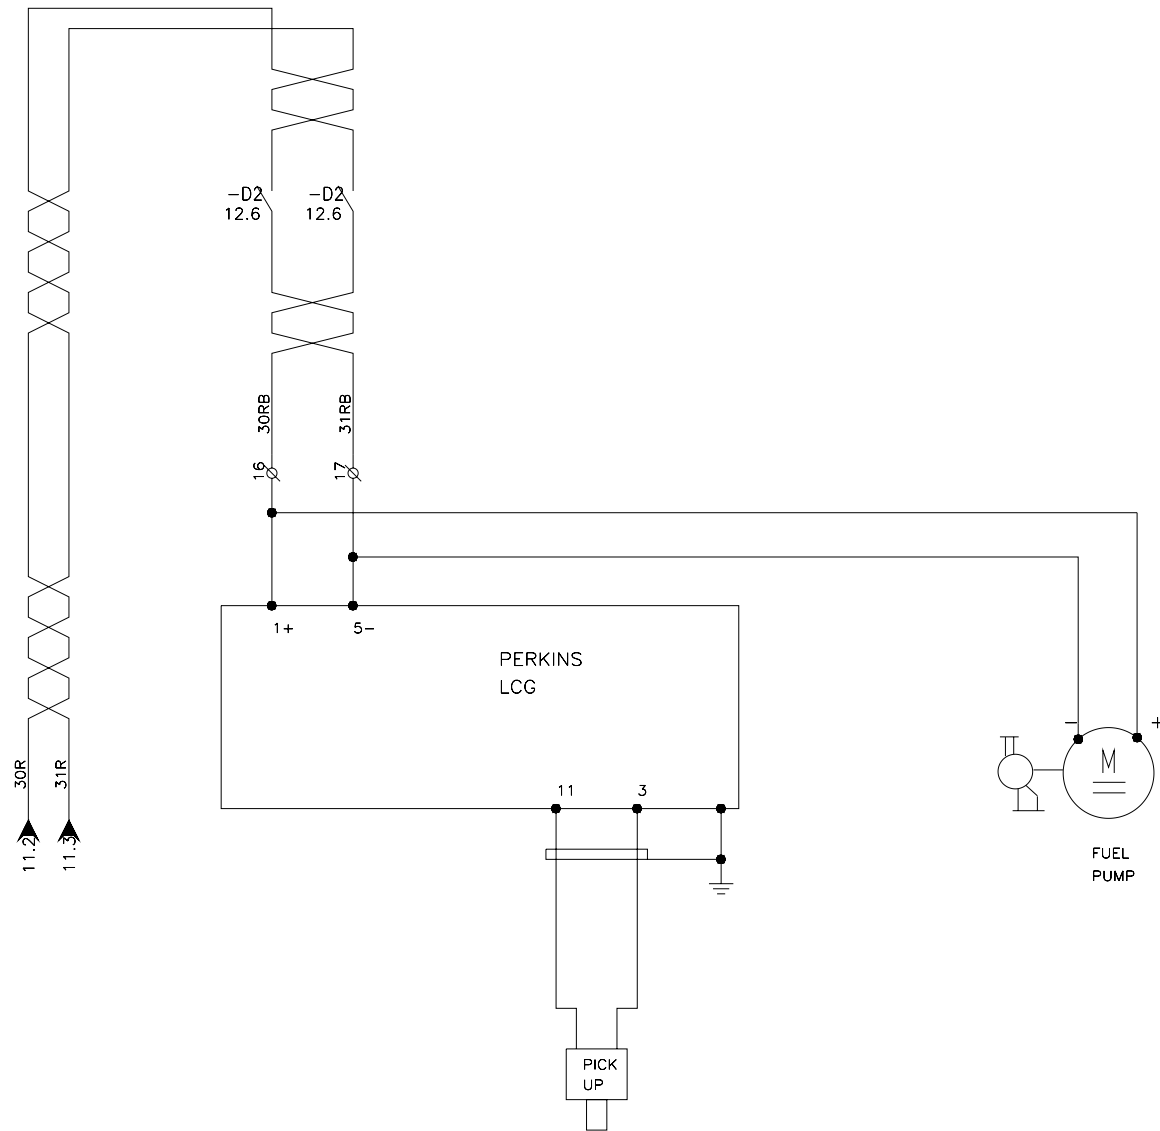 -D2
12.6
-D2
12.6
30RB
31RB
16
17
1+
5-
PERKINS
LCG
30R
31R
11.2
11.3
11
3
-
+
M
FUEL
PUMP
PICK
UP